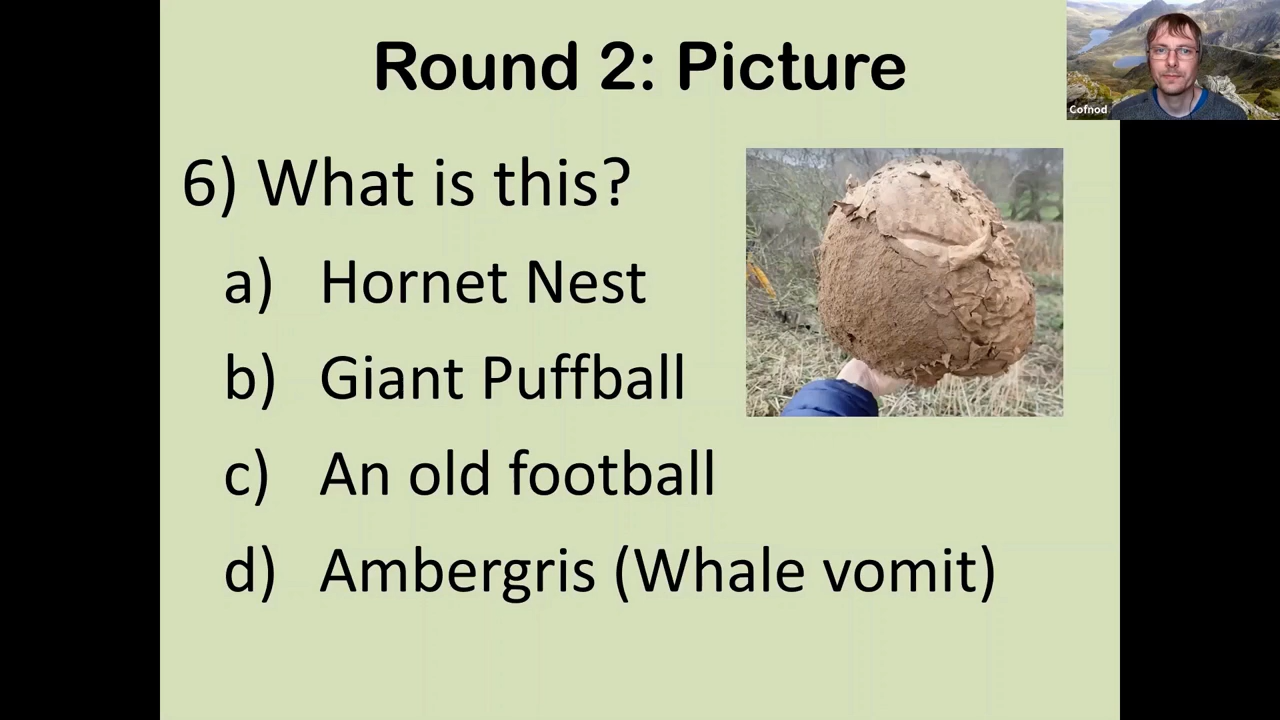 Round 2: Picture
Cofnod
6) What is this?
a) Hornet Nest
b) Giant Puffball
c) An old football
d) Ambergris (Whale vomit)